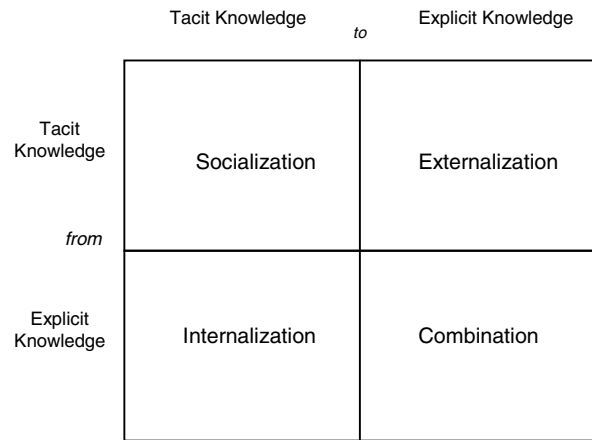 Tacit Knowledge
to
Explicit Knowledge
Tacit
Knowledge
Socialization
Externalization
from
Explicit
Knowledge
Internalization
Combination